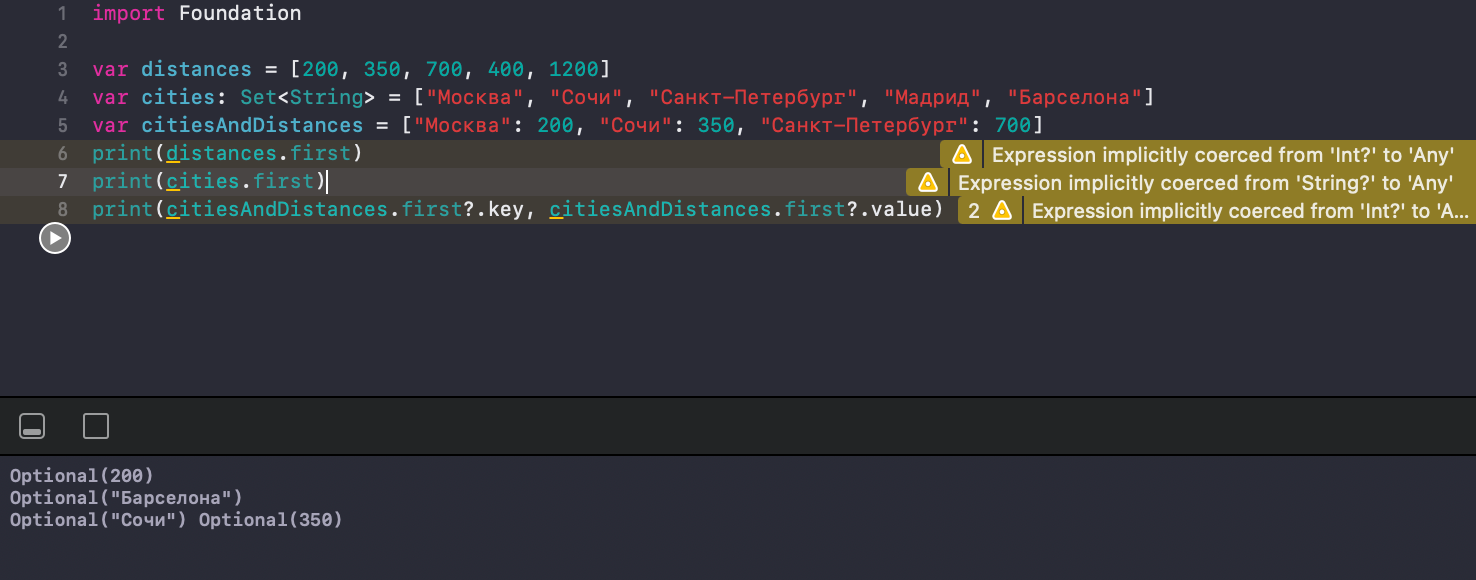 1 import Foundation
2
3 var distances = [200, 350, 700, 400, 1200]
4 var cities: Set<String> = ["Москва", "Сочи", "Санкт-Петербург", "Мадрид", "Барселона"]
5 var citiesAndDistances = ["Москва": 200, "Сочи": 350, "Санкт-Петербург": 700]
6 print(distances.first) Expression implicitly coerced from 'Int?' to 'Any'
7 print(cities.first) Expression implicitly coerced from 'String?' to 'Any'
8 print(citiesAndDistances.first?.key, citiesAndDistances.first?.value) 2 Expression implicitly coerced from 'Int?' to 'A...
Optional(200)
Optional("Барселона")
Optional("Сочи") Optional(350)